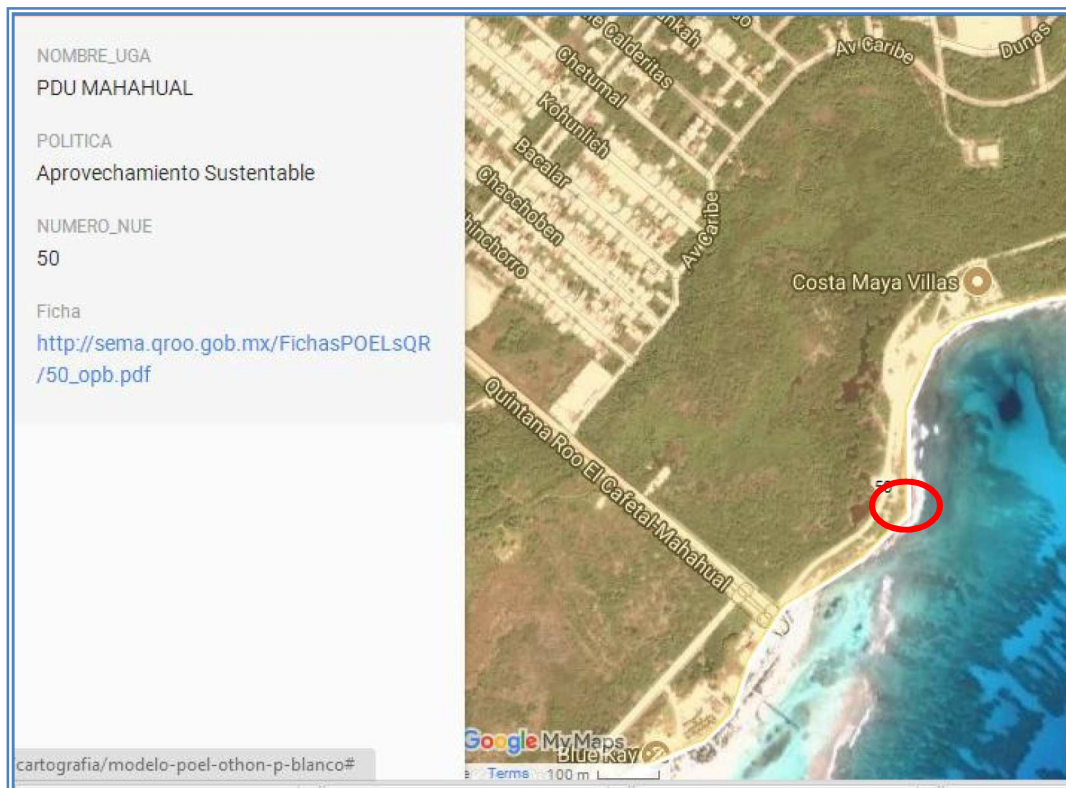 NOMBRE_UGA
PDU MAHAHUAL
POLITICA
Aprovechamiento Sustentable
NUMERO_NUE
50
Ficha
http://sema.qroo.gob.mx/FichasPOELsQR
/50_opb.pdf
cartografia/modelo-poel-othon-p-blanco#
Calderitas
Av Caribe
Dunas
Chetumal
Kohunlich
Bacalar
Chacchoben
Av Caribe
Costa Maya Villas
Quintana Roo El Cafetal-Mahahual
Google My Maps
Blue Kay
Terms
100 m